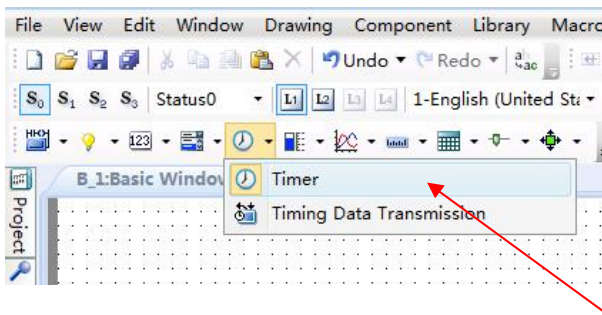 File View Edit Window Drawing Component Library Macro
Undo Redo a: ac
S0 S1 S2 S3 Status0 L1 L2 L3 L4 1-English (United Sta
123
B_1:Basic Window Timer
Timing Data Transmission
Project